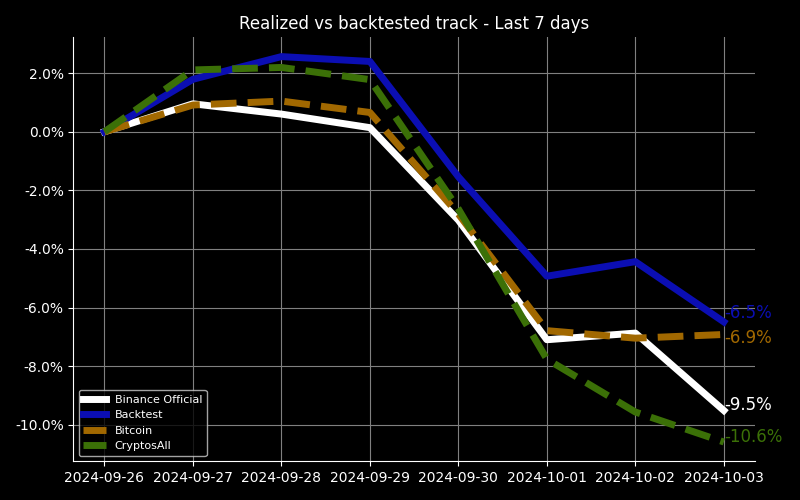 Realized vs backtested track - Last 7 days
2.0%
0.0%
-2.0%
-4.0%
-6.0%
-8.0%
-10.0%
-6.5%
-6.9%
-9.5%
-10.6%
Binance Official
Backtest
Bitcoin
CryptosAll
2024-09-26 2024-09-27 2024-09-28 2024-09-29 2024-09-30 2024-10-01 2024-10-02 2024-10-03